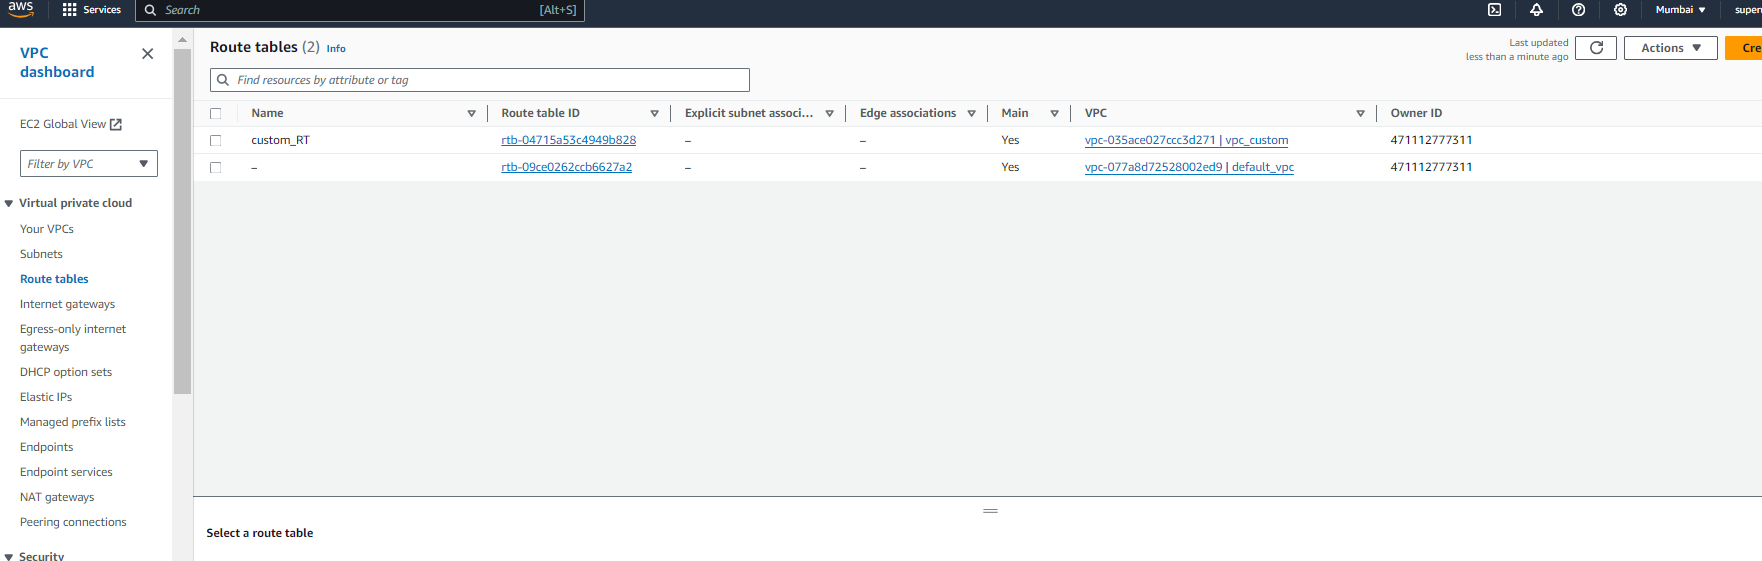 aws Services Search [Alt+S] Mumbai super
VPC dashboard
EC2 Global View
Filter by VPC
Virtual private cloud
Your VPCs
Subnets
Route tables
Internet gateways
Egress-only internet
gateways
DHCP option sets
Elastic IPs
Managed prefix lists
Endpoints
Endpoint services
NAT gateways
Peering connections
Security
Route tables (2) Info
Last updated
less than a minute ago
Actions
Cre
Find resources by attribute or tag
Name Route table ID Explicit subnet associ... Edge associations Main VPC Owner ID
custom_RT rtb-04715a53c4949b828 – – Yes vpc-035ace027ccc3d271 | vpc_custom 471112777311
– rtb-09ce0262ccb6627a2 – – Yes vpc-077a8d72528002ed9 | default_vpc 471112777311
Select a route table